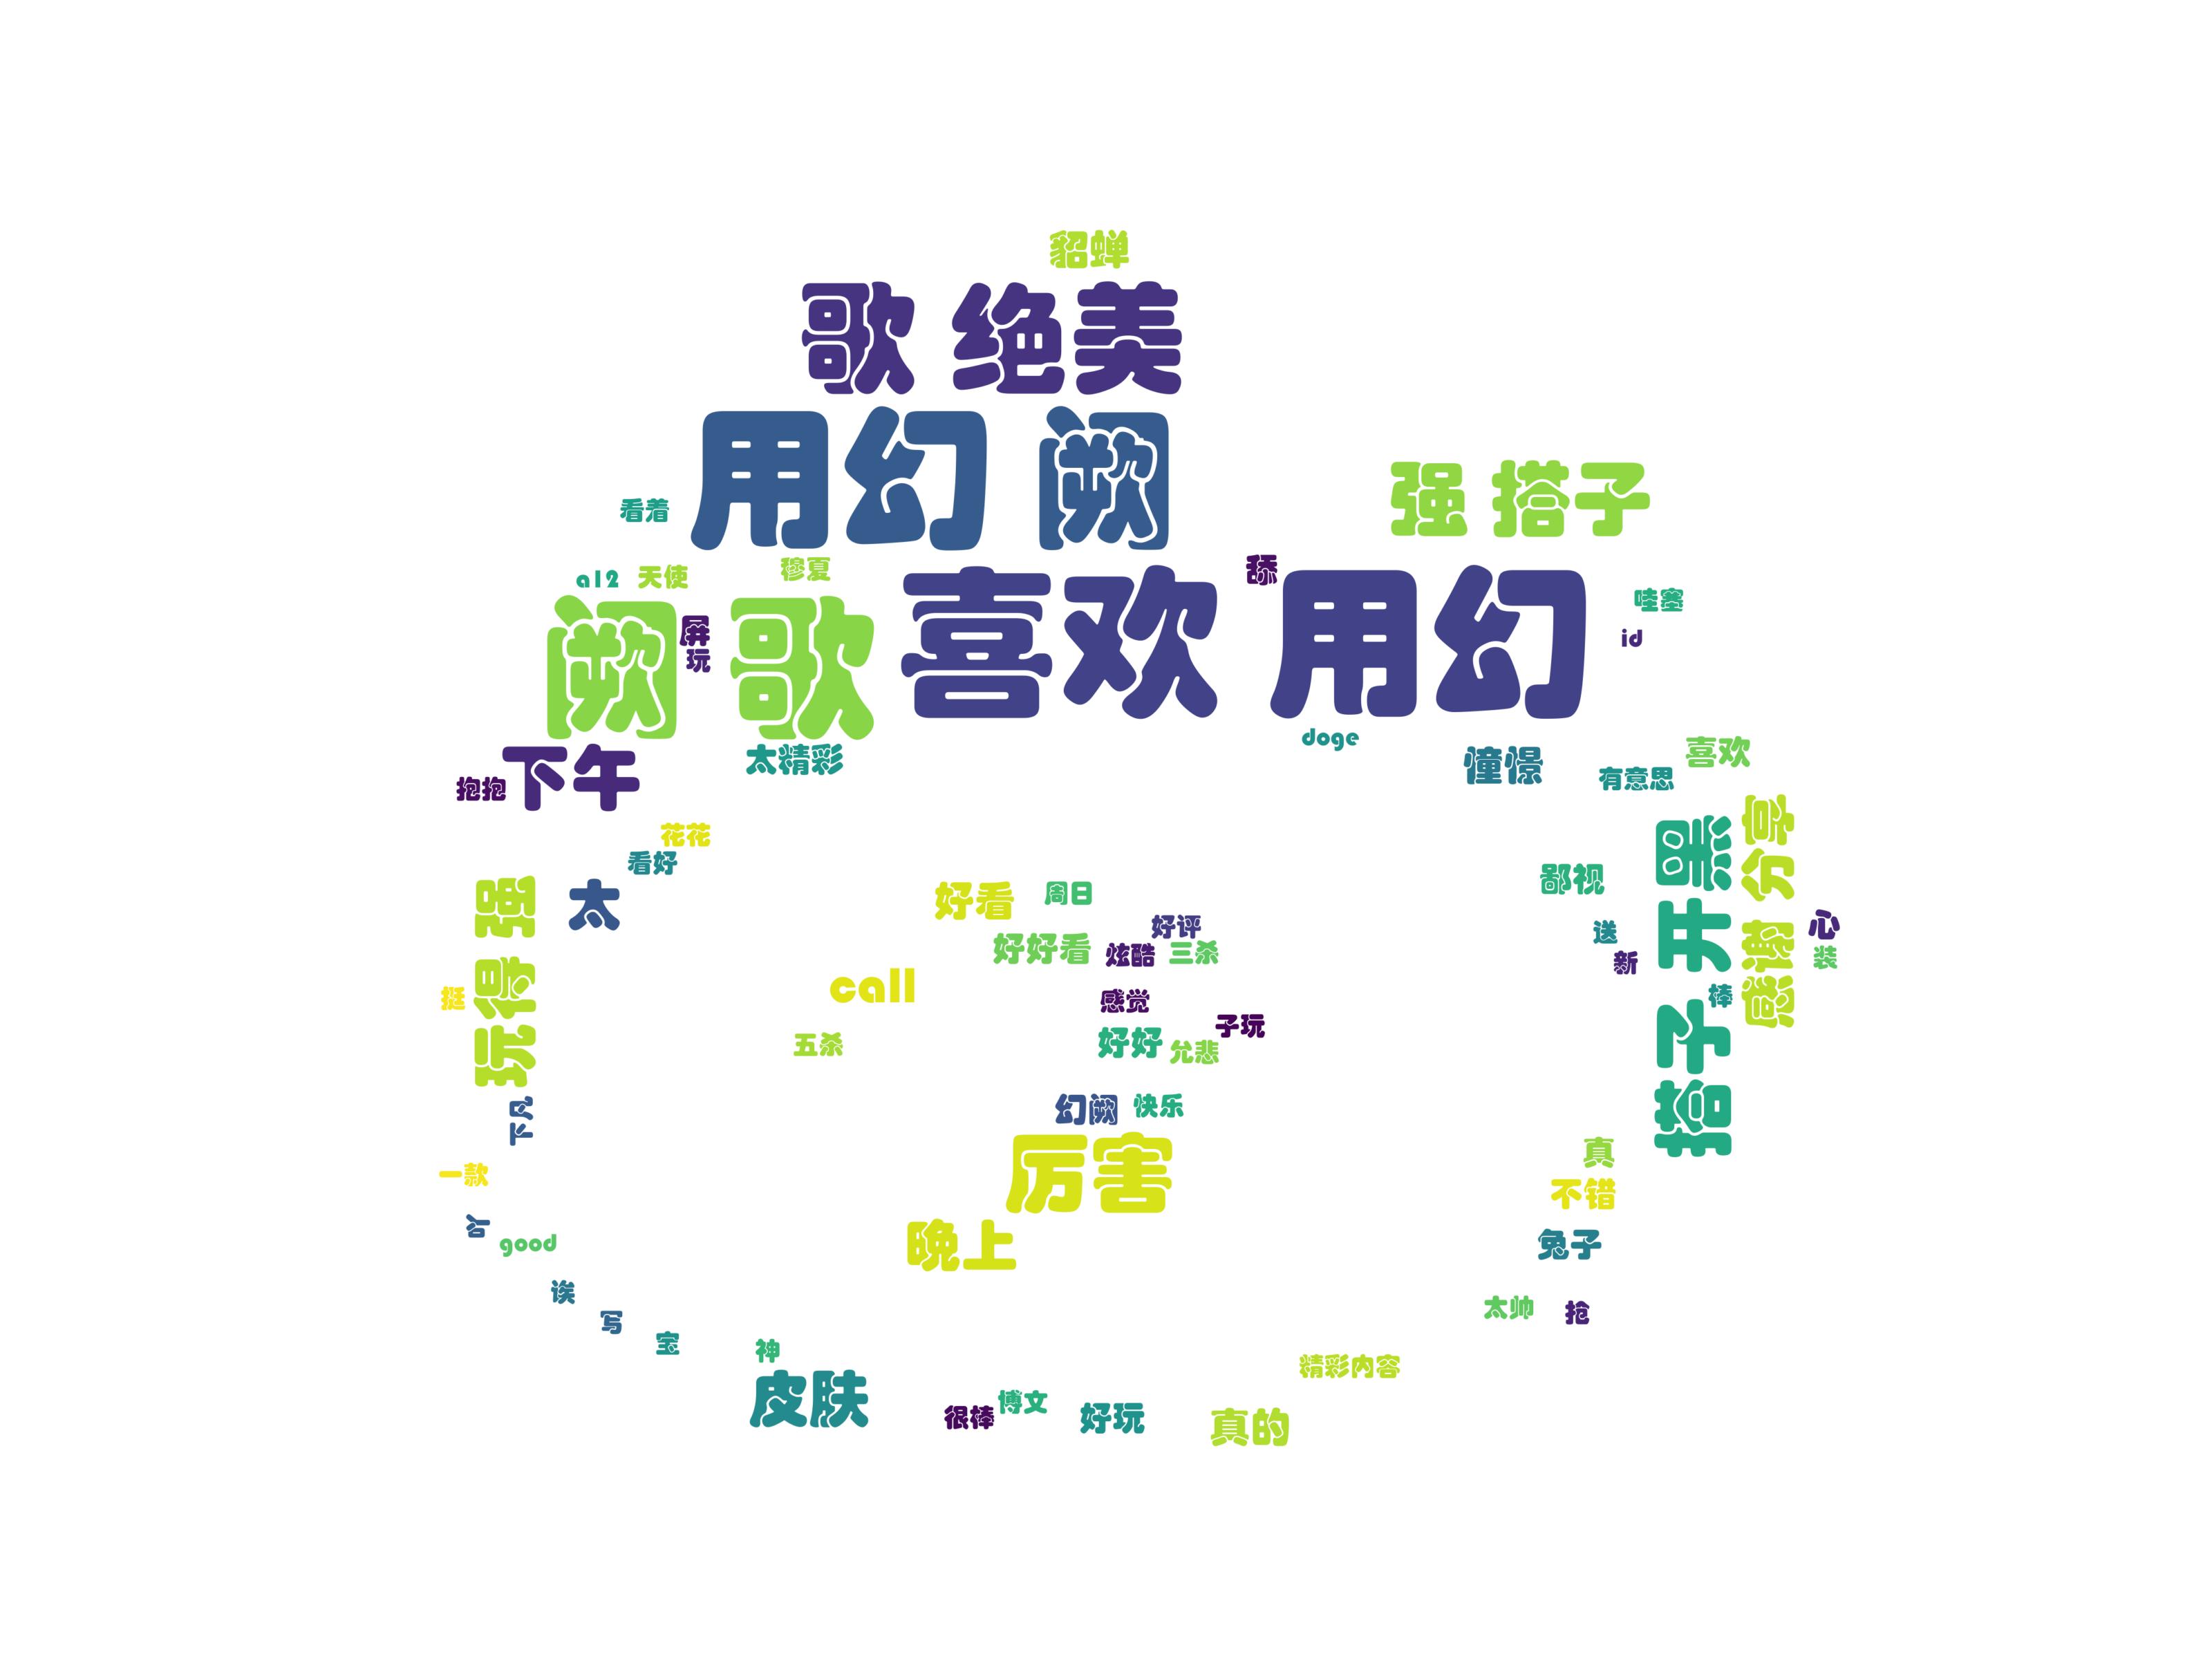 貂蝉
歌 绝美
用幻 阙
强 搭子
看着
舔
喜欢 用幻
穆夏
a12 天使
哇塞
id
阙 歌
屏
玩
doge
太精彩
下午
抱抱
憧憬
有意思
喜欢
花花
看好
太
强
玩得
挺
开黑
搭子
分享
鄙视
送
新
心
装
棒
好看
周日
好评
好好看
炫酷
三杀
call
感觉
子玩
五杀
好好
允悲
幻阙
快乐
厉害
晚上
下凡
一款
good
真
不错
兔子
诶
写
宝
太帅
抢
神
皮肤
精彩内容
很棒
博文
好玩
真的